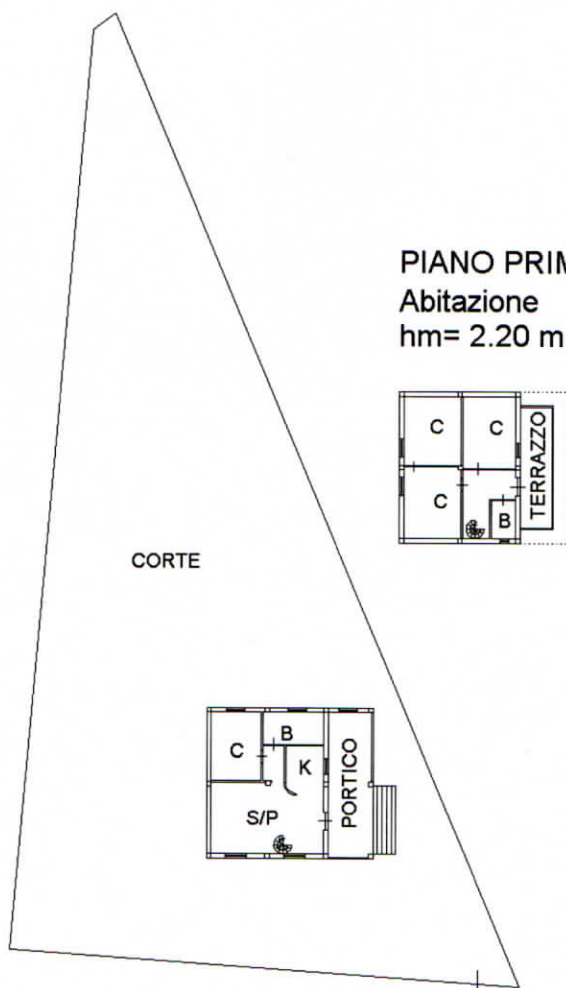 PIANO PRIM
Abitazione
hm= 2.20 m
C
C
C
B
TERRAZZO
CORTE
C
B
K
S/P
PORTICO